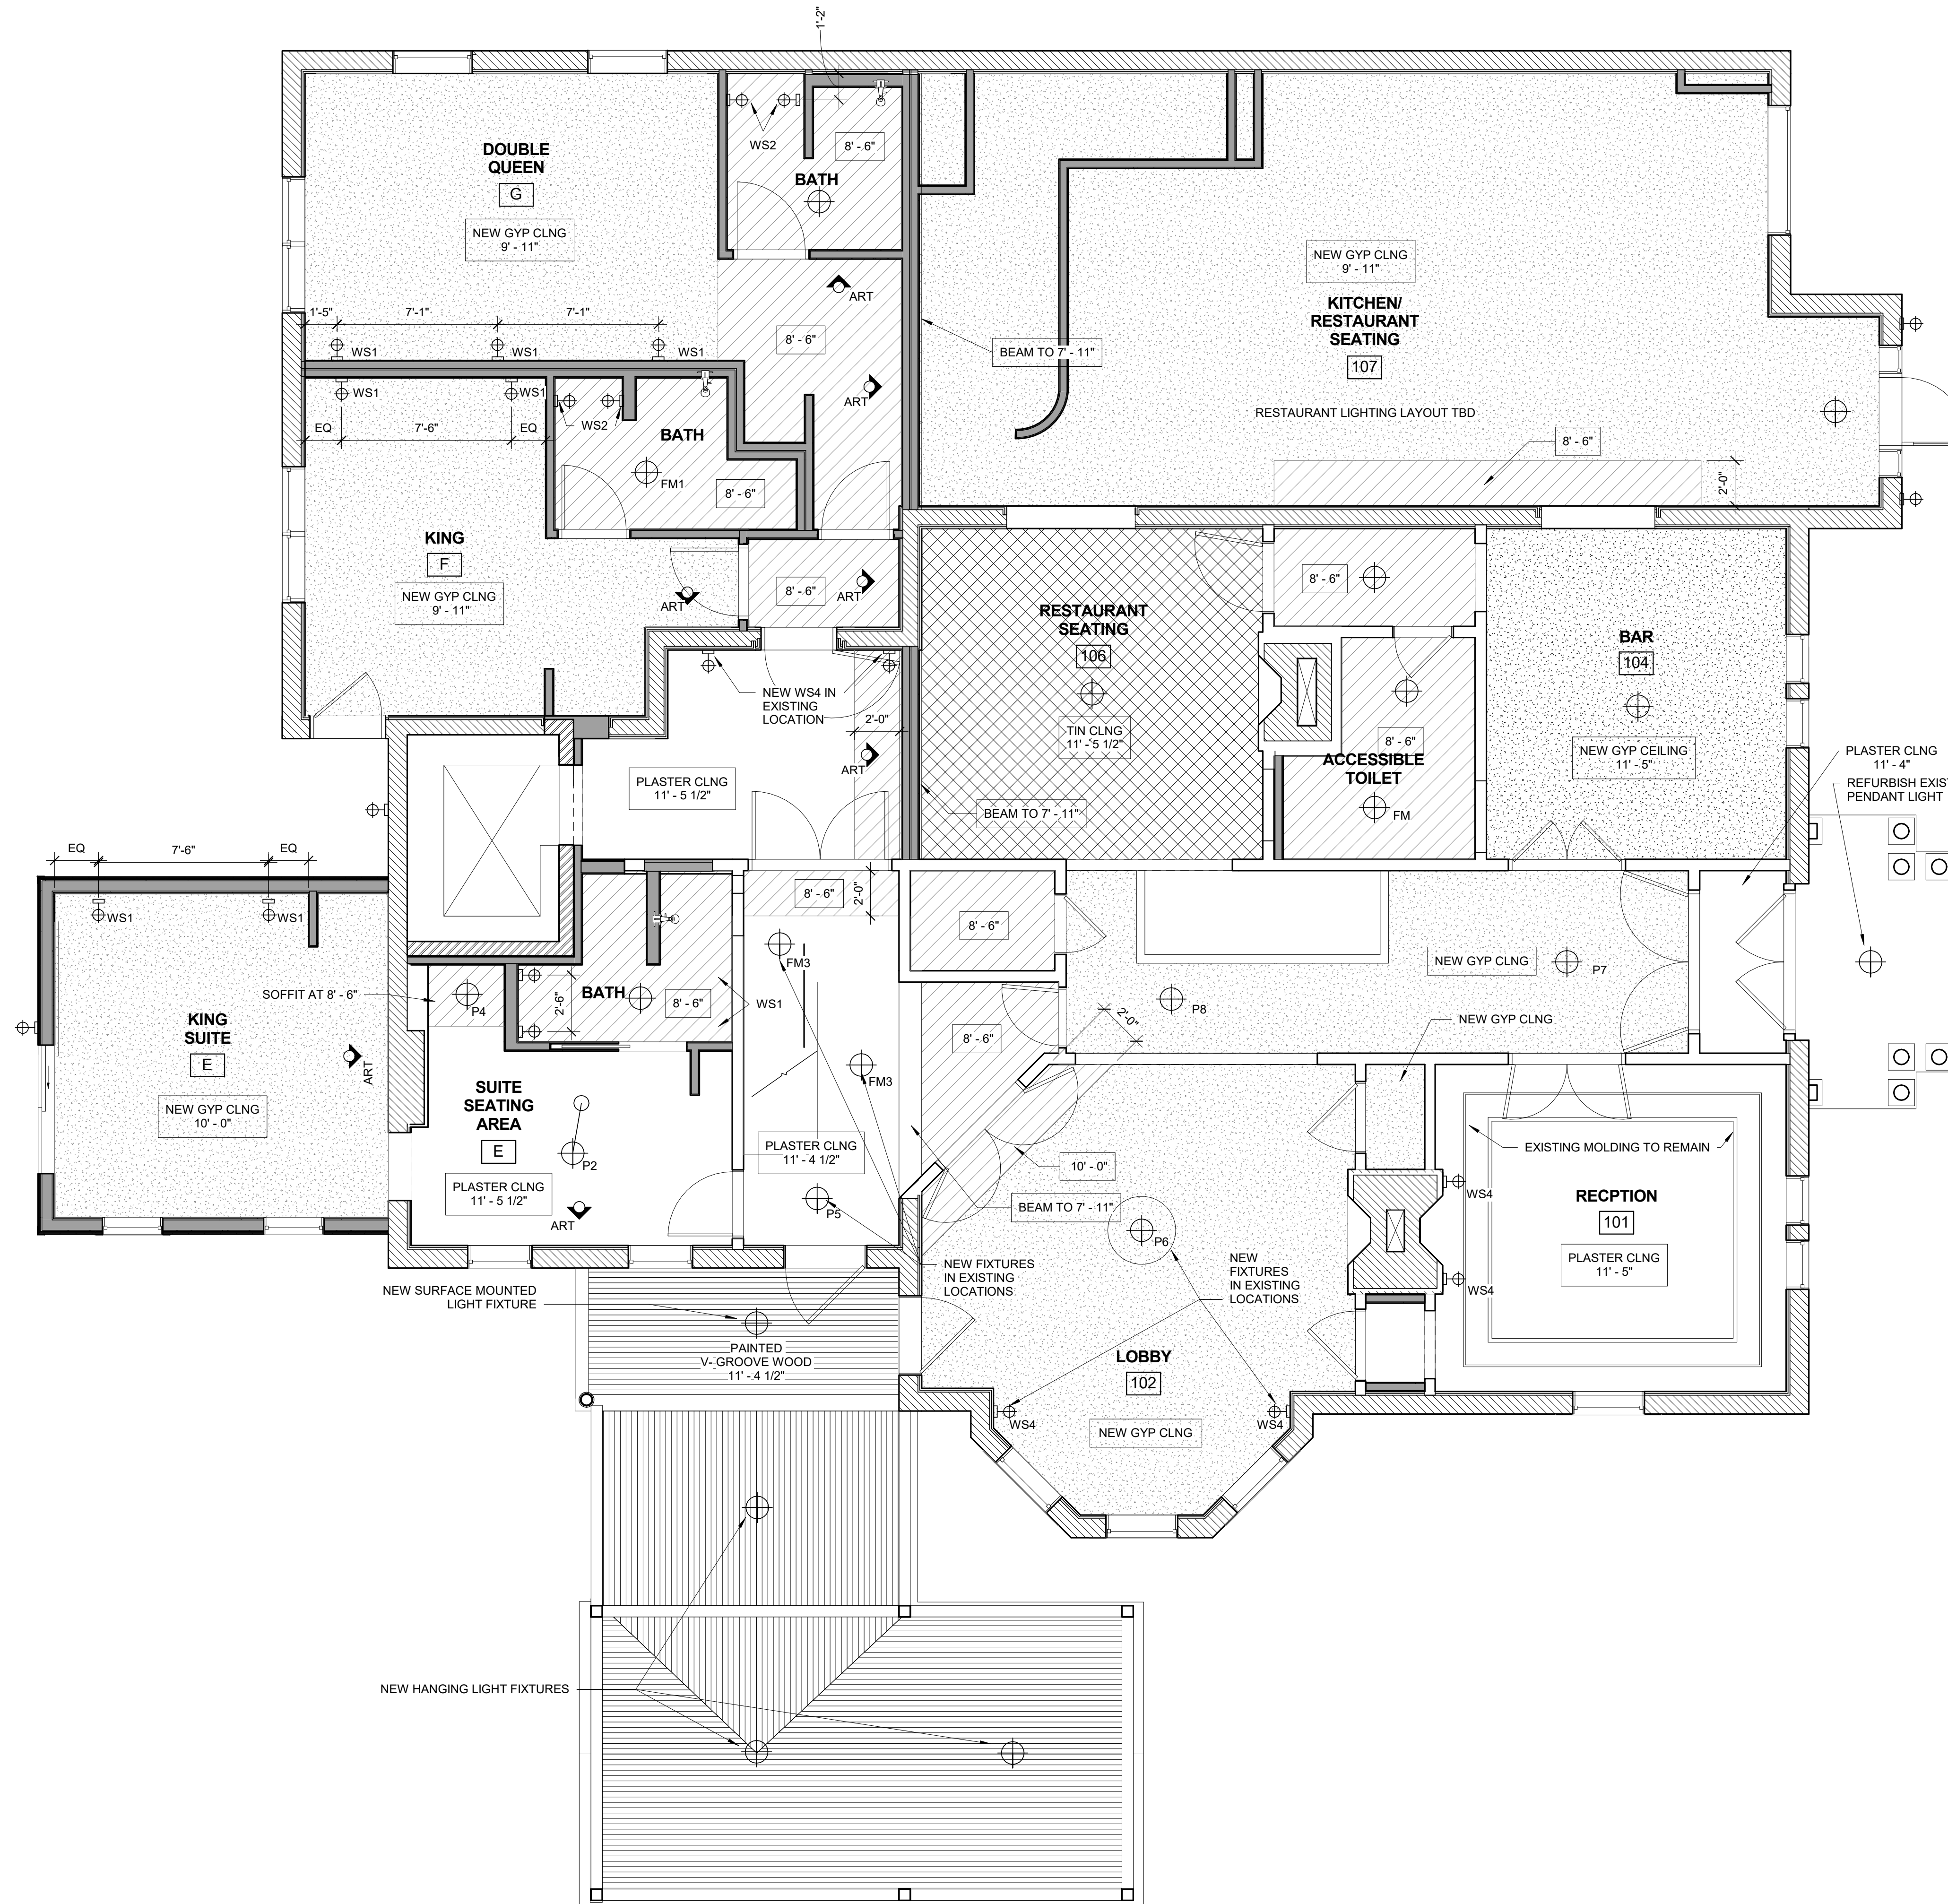 1'-2"
DOUBLE
QUEEN
G
NEW GYP CLNG
9' - 11"
WS2
8' - 6"
BATH
1'-5"
7'-1"
7'-1"
WS1
WS1
WS1
ART
8' - 6"
ART
BEAM TO 7' - 11"
NEW GYP CLNG
9' - 11"
KITCHEN/
RESTAURANT
SEATING
107
RESTAURANT LIGHTING LAYOUT TBD
8' - 6"
2'-0"
WS1
WS1
EQ
7'-6"
EQ
WS2
BATH
FM1
8' - 6"
KING
F
NEW GYP CLNG
9' - 11"
ART
8' - 6"
ART
RESTAURANT
SEATING
106
TIN CLNG
11' - 5 1/2"
BEAM TO 7' - 11"
8' - 6"
8' - 6"
ACCESSIBLE
TOILET
FM
BAR
104
NEW GYP CEILING
11' - 5"
PLASTER CLNG
11' - 4"
REFURBISH EXIS
PENDANT LIGHT
NEW WS4 IN
EXISTING
LOCATION
2'-0"
ART
PLASTER CLNG
11' - 5 1/2"
EQ
7'-6"
EQ
WS1
WS1
KING
SUITE
E
NEW GYP CLNG
10' - 0"
ART
SOFFIT AT 8' - 6"
P4
BATH
2'-6"
8' - 6"
WS1
SUITE
SEATING
AREA
E
P2
PLASTER CLNG
11' - 5 1/2"
ART
8' - 6"
2'-0"
FM3
FM3
PLASTER CLNG
11' - 4 1/2"
P5
8' - 6"
8' - 6"
P8
2'-0"
NEW GYP CLNG
P7
NEW GYP CLNG
10' - 0"
BEAM TO 7' - 11"
P6
NEW FIXTURES
IN EXISTING
LOCATIONS
NEW
FIXTURES
IN EXISTING
LOCATIONS
LOBBY
102
WS4
WS4
NEW GYP CLNG
EXISTING MOLDING TO REMAIN
WS4
WS4
RECPTION
101
PLASTER CLNG
11' - 5"
NEW SURFACE MOUNTED
LIGHT FIXTURE
PAINTED
V- GROOVE WOOD
11' - 4 1/2"
NEW HANGING LIGHT FIXTURES